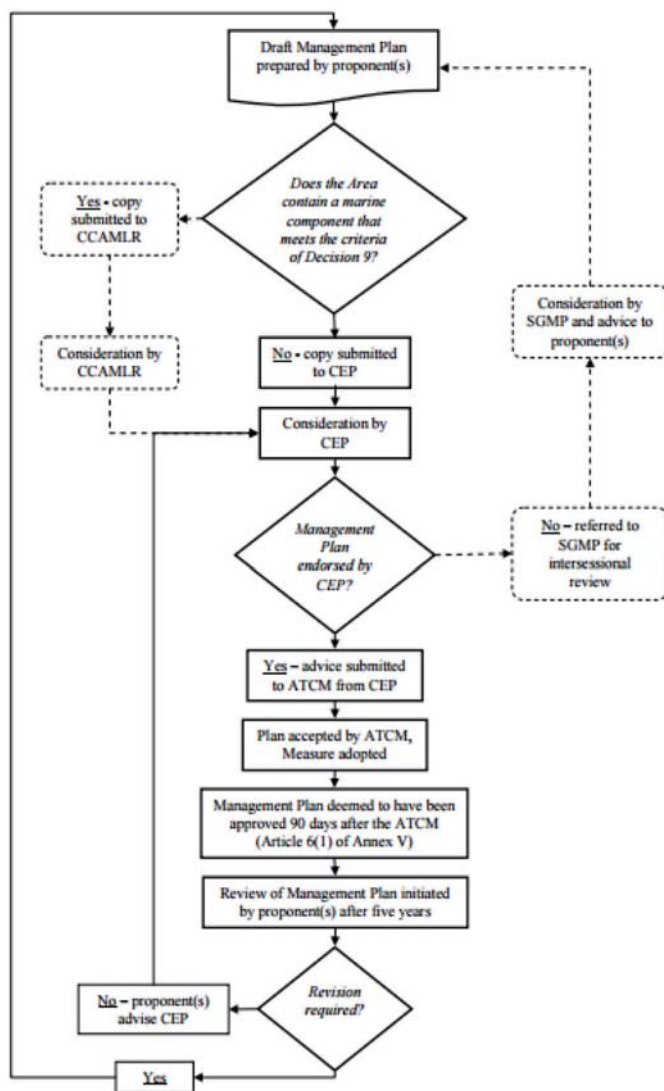 Draft Management Plan
prepared by proponent(s)
Does the Area
contain a marine
component that
meets the criteria
of Decision 9?
Yes - copy
submitted to
CCAMLR
Consideration by
CCAMLR
No - copy submitted
to CEP
Consideration by
CEP
Consideration by
SGMP and advice to
proponent(s)
Management
Plan
endorsed by
CEP?
No – referred to
SGMP for
intersessional
review
Yes – advice submitted
to ATCM from CEP
Plan accepted by ATCM,
Measure adopted
Management Plan deemed to have been
approved 90 days after the ATCM
(Article 6(1) of Annex V)
Review of Management Plan initiated
by proponent(s) after five years
Revision
required?
No – proponent(s)
advise CEP
Yes